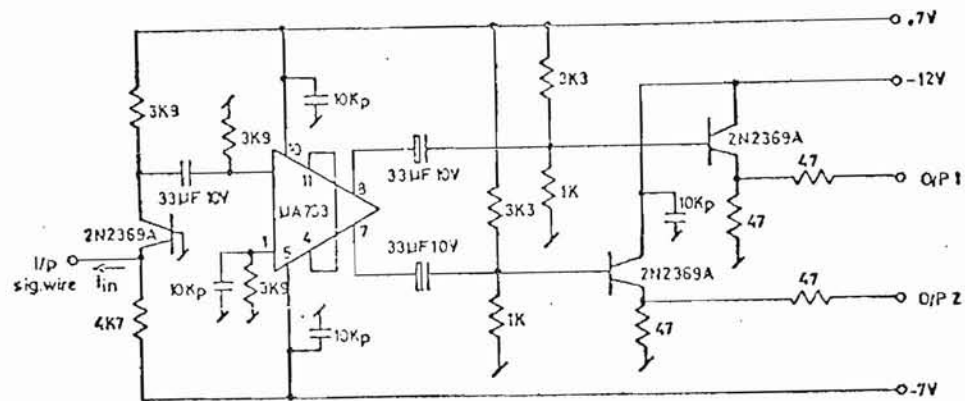 +7V
-12V
3K9
10Kp
3K3
3K9
10
11
2N2369A
47
O/P 1
33µF 10V
8
33µF 10V
µA733
1K
3K3
10Kp
47
2N2369A
1
4
7
33µF 10V
I/p
sig.wire
Iin
5
2N2369A
47
O/P 2
10Kp
3K9
47
4K7
10Kp
1K
-7V